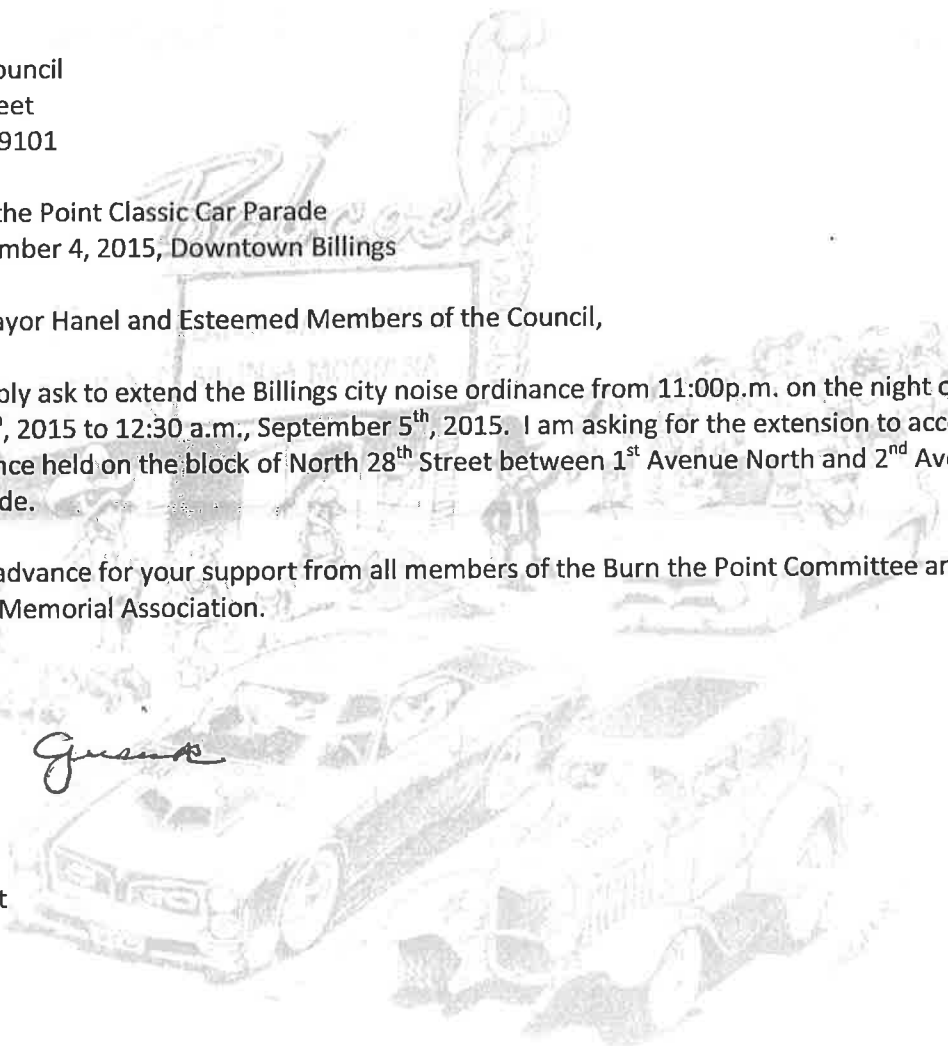 ouncil
eet
9101
the Point Classic Car Parade
mber 4, 2015, Downtown Billings
ayor Hanel and Esteemed Members of the Council,
bly ask to extend the Billings city noise ordinance from 11:00p.m. on the night o
, 2015 to 12:30 a.m., September 5th, 2015.  I am asking for the extension to acc
nce held on the block of North 28th Street between 1st Avenue North and 2nd Ave
de.
advance for your support from all members of the Burn the Point Committee an
Memorial Association.
t